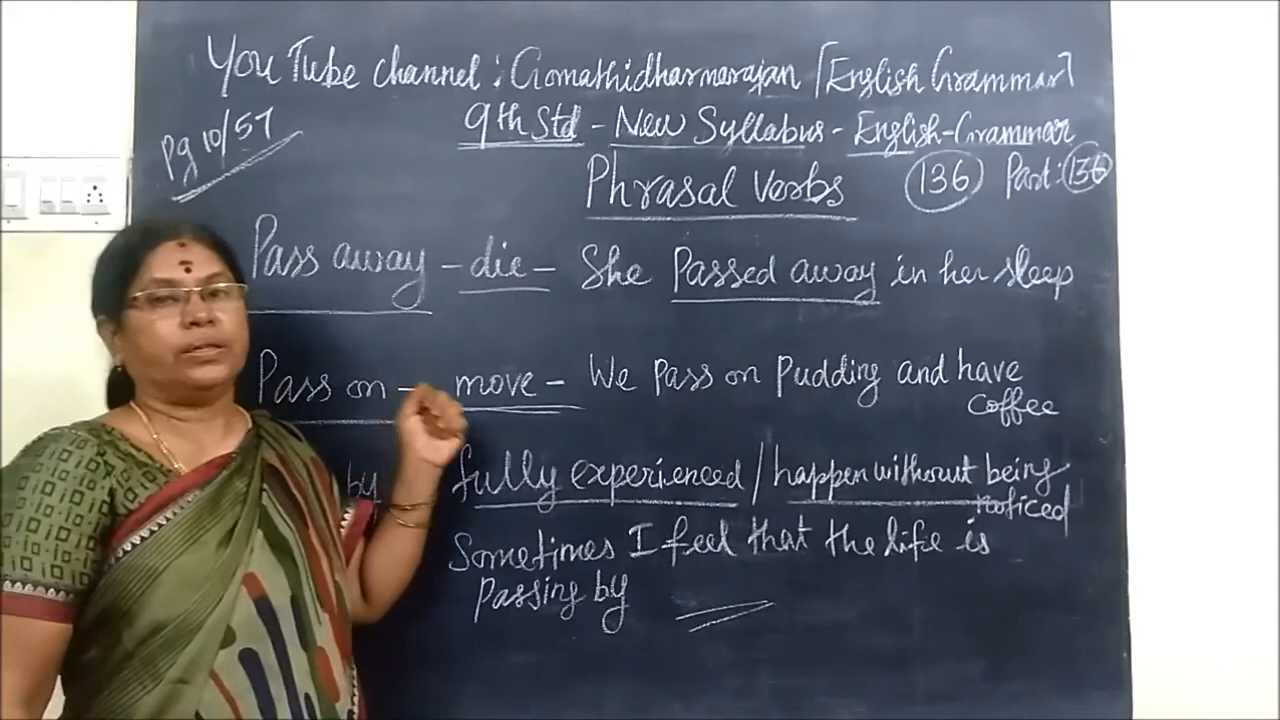 YouTube channel: Gomathidharmarajan [English Grammar]
Pg 10/57
9th Std - New Syllabus - English-Grammar
Phrasal Verbs 136 Part: 136
Pass away - die - She Passed away in her sleep
Pass on - move - We pass on pudding and have
coffee
by fully experienced / happen without being
noticed
Sometimes I feel that the life is
passing by